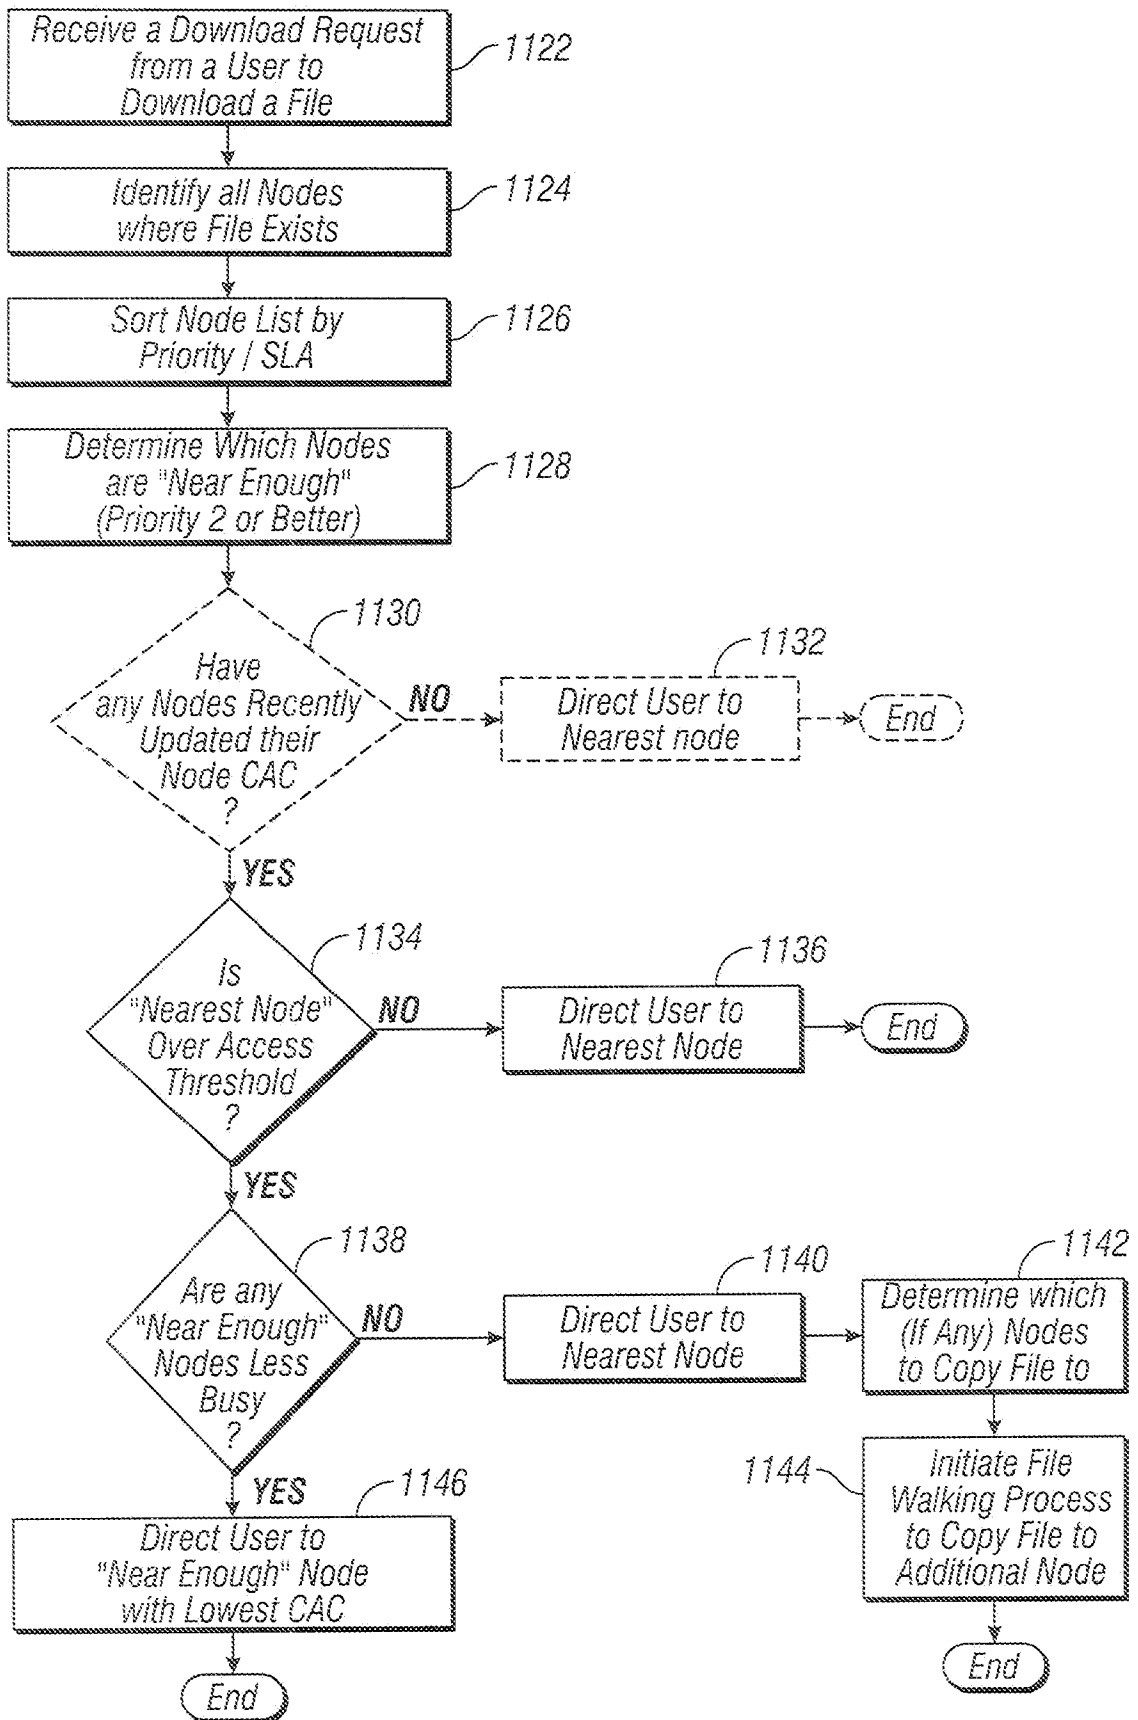 Receive a Download Request
from a User to
Download a File
1122
Identify all Nodes
where File Exists
1124
Sort Node List by
Priority / SLA
1126
Determine Which Nodes
are "Near Enough"
(Priority 2 or Better)
1128
Have
any Nodes Recently
Updated their
Node CAC
?
1130
NO
Direct User to
Nearest node
1132
End
YES
Is
"Nearest Node"
Over Access
Threshold
?
1134
NO
Direct User to
Nearest Node
1136
End
YES
Are any
"Near Enough"
Nodes Less
Busy
?
1138
NO
Direct User to
Nearest Node
1140
Determine which
(If Any) Nodes
to Copy File to
1142
Initiate File
Walking Process
to Copy File to
Additional Node
1144
End
YES
Direct User to
"Near Enough" Node
with Lowest CAC
1146
End